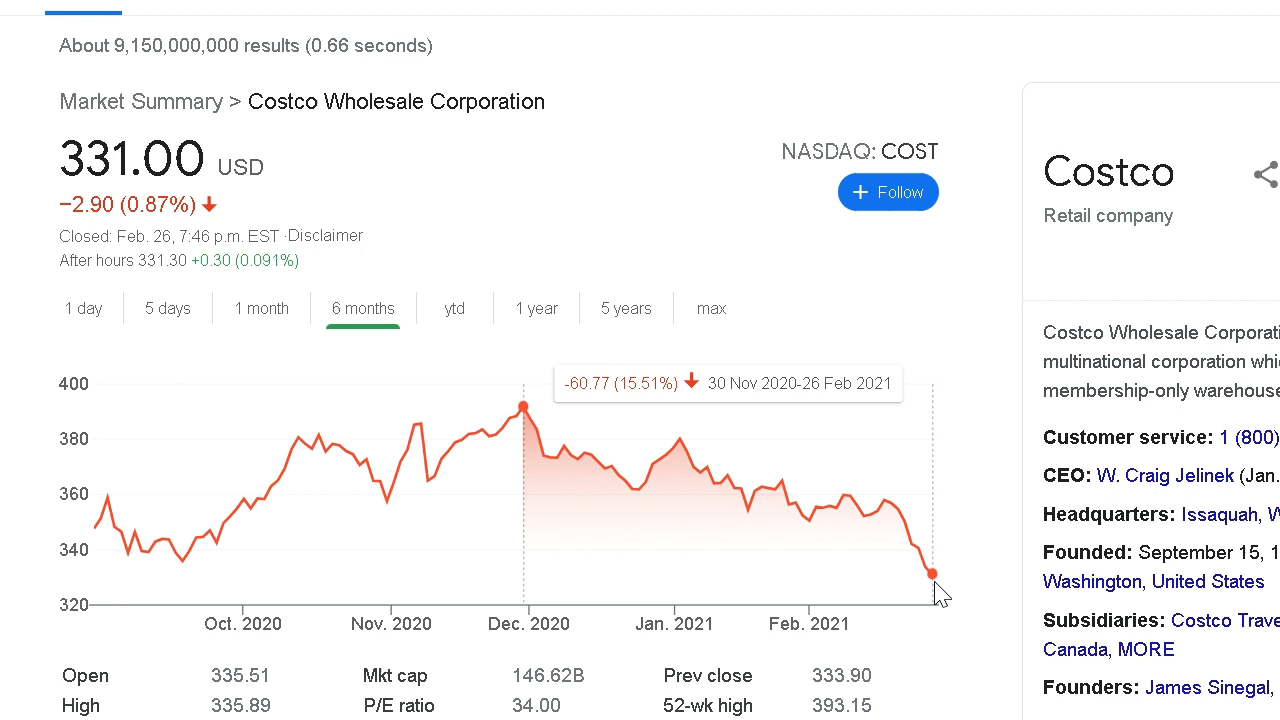 About 9,150,000,000 results (0.66 seconds)
Market Summary > Costco Wholesale Corporation
331.00 USD
−2.90 (0.87%)
Closed: Feb. 26, 7:46 p.m. EST ·Disclaimer
After hours 331.30 +0.30 (0.091%)
NASDAQ: COST
+ Follow
1 day 5 days 1 month 6 months ytd 1 year 5 years max
-60.77 (15.51%) 30 Nov 2020-26 Feb 2021
400
380
360
340
320
Oct. 2020 Nov. 2020 Dec. 2020 Jan. 2021 Feb. 2021
Open 335.51 Mkt cap 146.62B Prev close 333.90
High 335.89 P/E ratio 34.00 52-wk high 393.15
Costco
Retail company
Costco Wholesale Corporati
multinational corporation whi
membership-only warehouse
Customer service: 1 (800)
CEO: W. Craig Jelinek (Jan.
Headquarters: Issaquah, W
Founded: September 15, 1
Washington, United States
Subsidiaries: Costco Trave
Canada, MORE
Founders: James Sinegal,